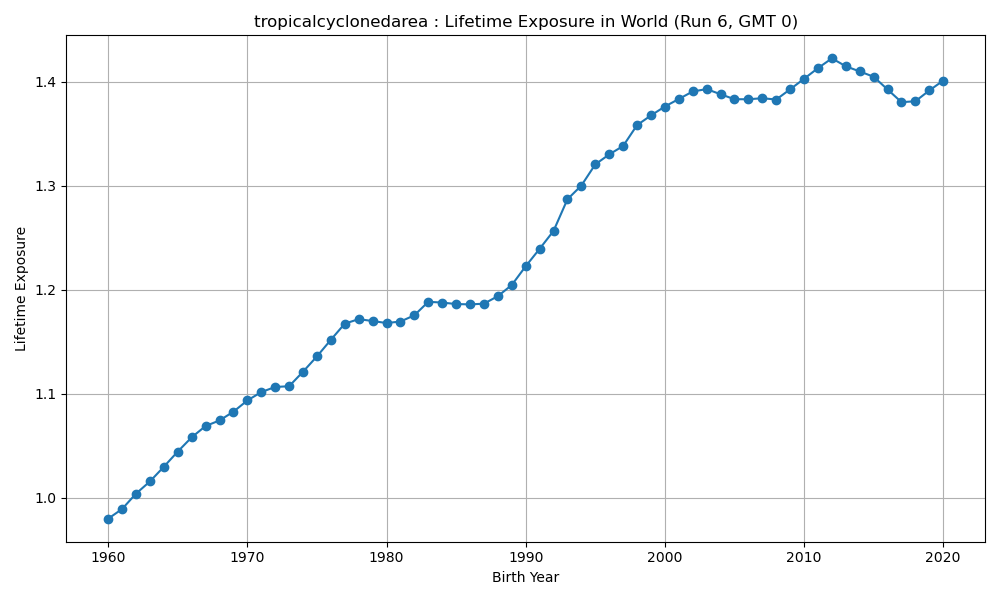 tropicalcyclonedarea : Lifetime Exposure in World (Run 6, GMT 0)
Lifetime Exposure
1.4
1.3
1.2
1.1
1.0
1960 1970 1980 1990 2000 2010 2020
Birth Year